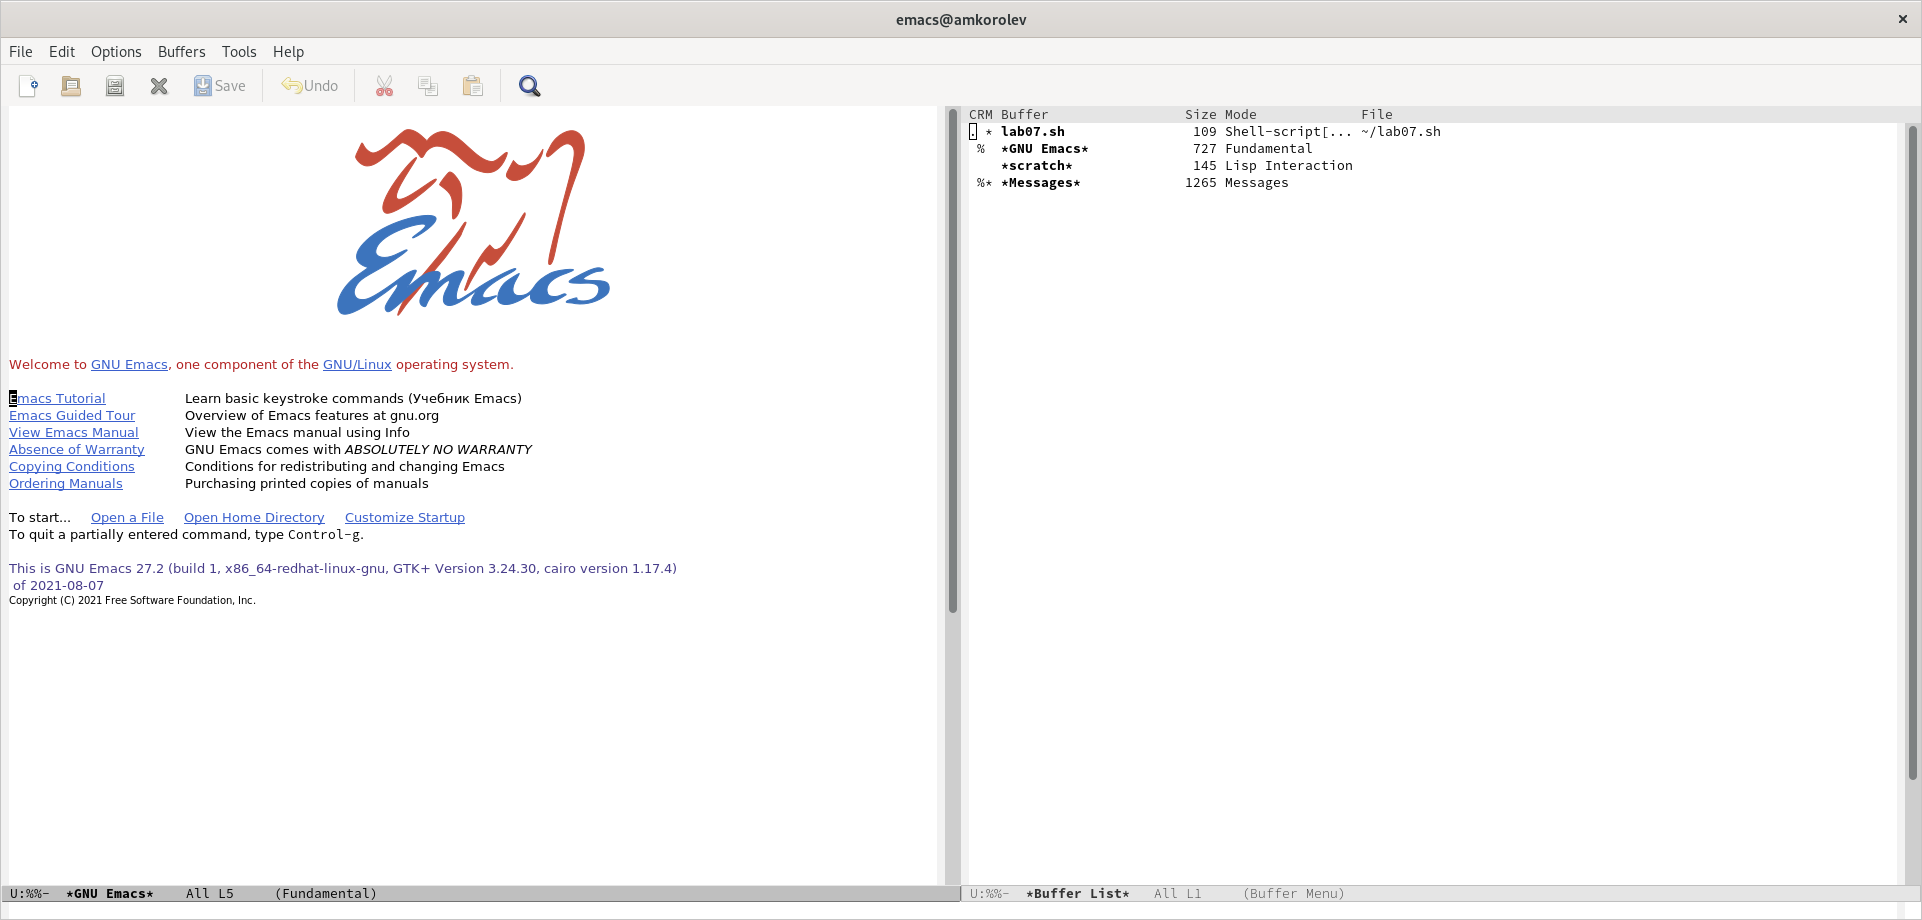 emacs@amkorolev
File Edit Options Buffers Tools Help
Save Undo
Emacs
Welcome to GNU Emacs, one component of the GNU/Linux operating system.
Emacs Tutorial Learn basic keystroke commands (Учебник Emacs)
Emacs Guided Tour Overview of Emacs features at gnu.org
View Emacs Manual View the Emacs manual using Info
Absence of Warranty GNU Emacs comes with ABSOLUTELY NO WARRANTY
Copying Conditions Conditions for redistributing and changing Emacs
Ordering Manuals Purchasing printed copies of manuals
To start... Open a File Open Home Directory Customize Startup
To quit a partially entered command, type Control-g.
This is GNU Emacs 27.2 (build 1, x86_64-redhat-linux-gnu, GTK+ Version 3.24.30, cairo version 1.17.4)
of 2021-08-07
Copyright (C) 2021 Free Software Foundation, Inc.
U:%%- *GNU Emacs* All L5 (Fundamental)
CRM Buffer Size Mode File
. * lab07.sh 109 Shell-script[... ~/lab07.sh
% *GNU Emacs* 727 Fundamental
*scratch* 145 Lisp Interaction
%* *Messages* 1265 Messages
U:%%- *Buffer List* All L1 (Buffer Menu)